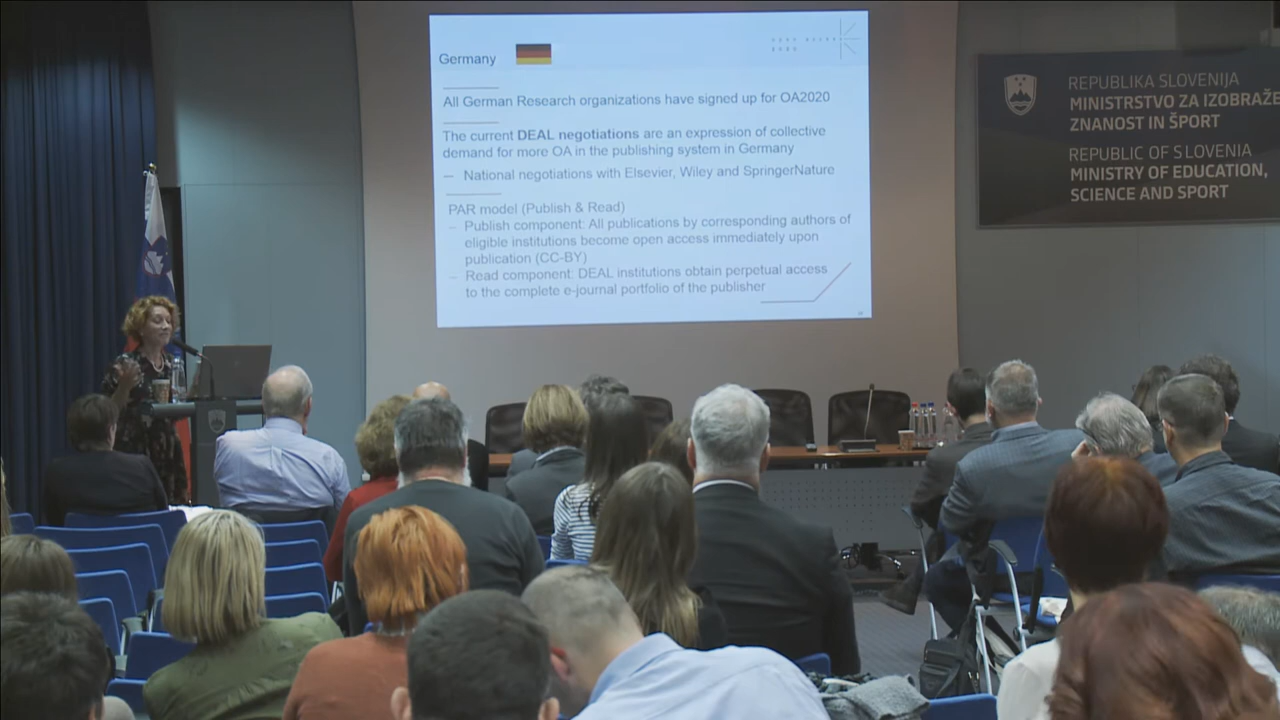 Germany
OPEN ACCESS
2020
All German Research organizations have signed up for OA2020
The current DEAL negotiations are an expression of collective
demand for more OA in the publishing system in Germany
– National negotiations with Elsevier, Wiley and SpringerNature
PAR model (Publish & Read)
– Publish component: All publications by corresponding authors of
eligible institutions become open access immediately upon
publication (CC-BY)
– Read component: DEAL institutions obtain perpetual access
to the complete e-journal portfolio of the publisher
REPUBLIKA SLOVENIJA
MINISTRSTVO ZA IZOBRAŽE
ZNANOST IN ŠPORT
REPUBLIC OF SLOVENIA
MINISTRY OF EDUCATION,
SCIENCE AND SPORT